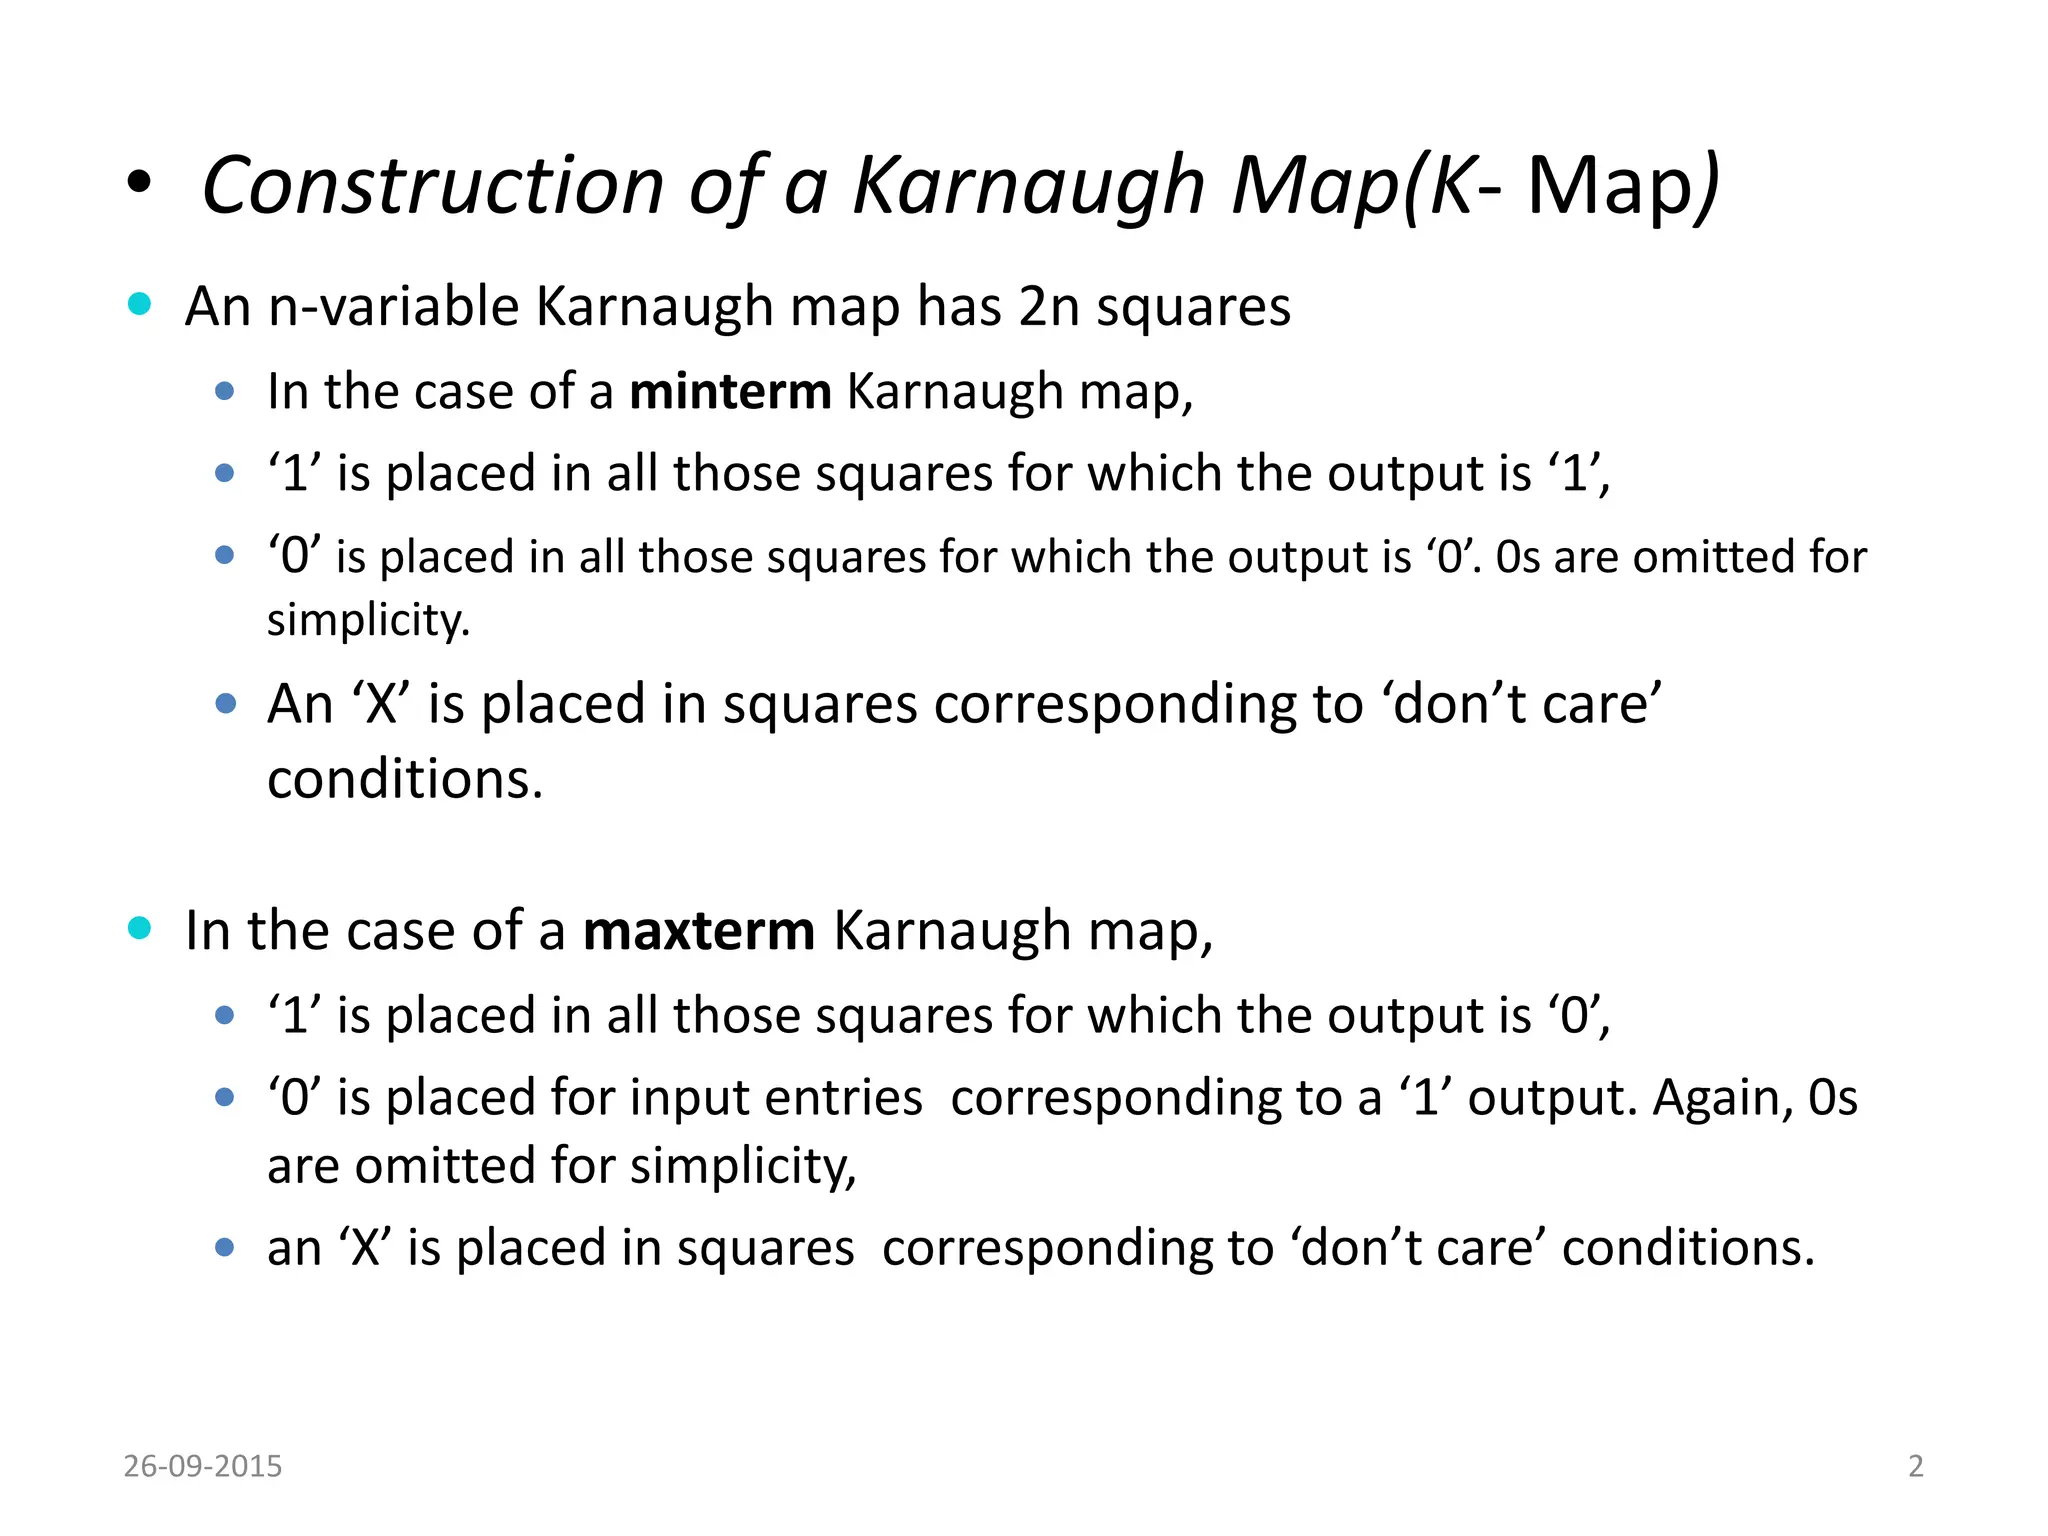 • Construction of a Karnaugh Map(K- Map)
• An n-variable Karnaugh map has 2n squares
• In the case of a minterm Karnaugh map,
• ‘1’ is placed in all those squares for which the output is ‘1’,
• ‘0’ is placed in all those squares for which the output is ‘0’. 0s are omitted for
simplicity.
• An ‘X’ is placed in squares corresponding to ‘don’t care’
conditions.
• In the case of a maxterm Karnaugh map,
• ‘1’ is placed in all those squares for which the output is ‘0’,
• ‘0’ is placed for input entries  corresponding to a ‘1’ output. Again, 0s
are omitted for simplicity,
• an ‘X’ is placed in squares  corresponding to ‘don’t care’ conditions.
26-09-2015
2